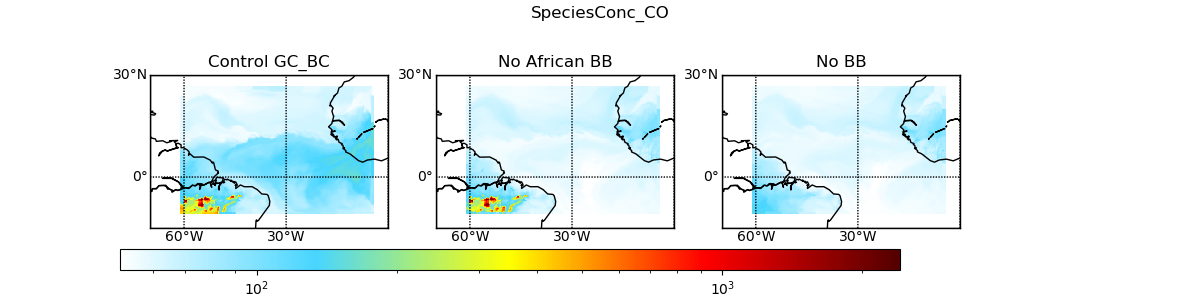 SpeciesConc_CO
Control GC_BC
No African BB
No BB
30°N
30°N
30°N
0°
0°
0°
60°W
30°W
60°W
30°W
60°W
30°W
10²
10³